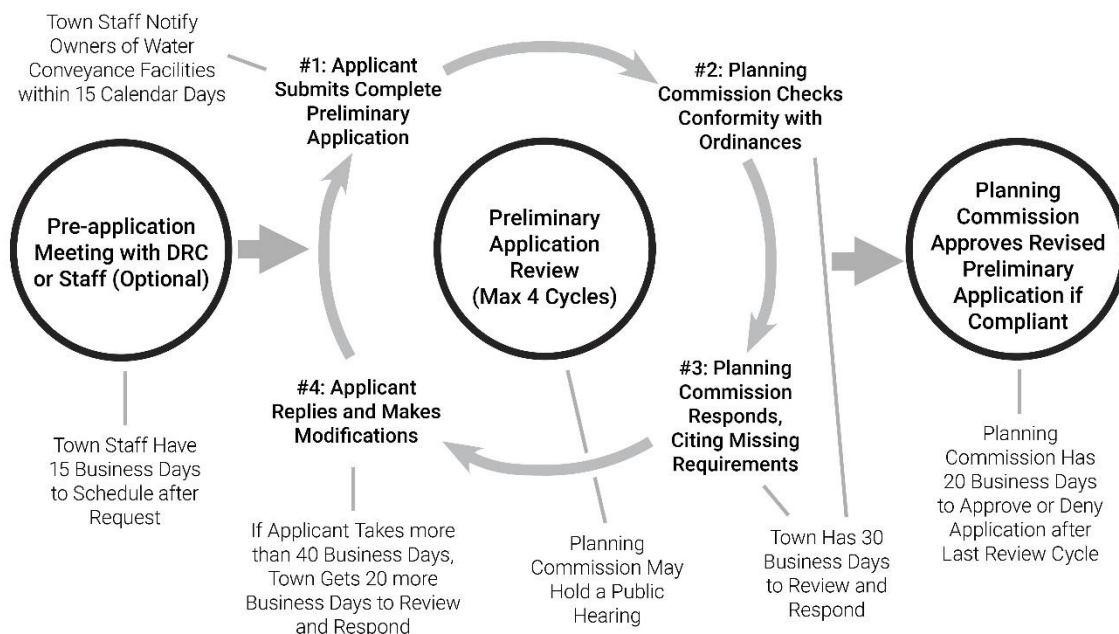 Town Staff Notify
Owners of Water
Conveyance Facilities
within 15 Calendar Days
#1: Applicant
Submits Complete
Preliminary
Application
#2: Planning
Commission Checks
Conformity with
Ordinances
Pre-application
Meeting with DRC
or Staff (Optional)
Preliminary
Application
Review
(Max 4 Cycles)
Planning
Commission
Approves Revised
Preliminary
Application if
Compliant
#4: Applicant
Replies and Makes
Modifications
#3: Planning
Commission
Responds,
Citing Missing
Requirements
Town Staff Have
15 Business Days
to Schedule after
Request
If Applicant Takes more
than 40 Business Days,
Town Gets 20 more
Business Days to Review
and Respond
Planning
Commission May
Hold a Public
Hearing
Town Has 30
Business Days
to Review and
Respond
Planning
Commission Has
20 Business Days
to Approve or Deny
Application after
Last Review Cycle